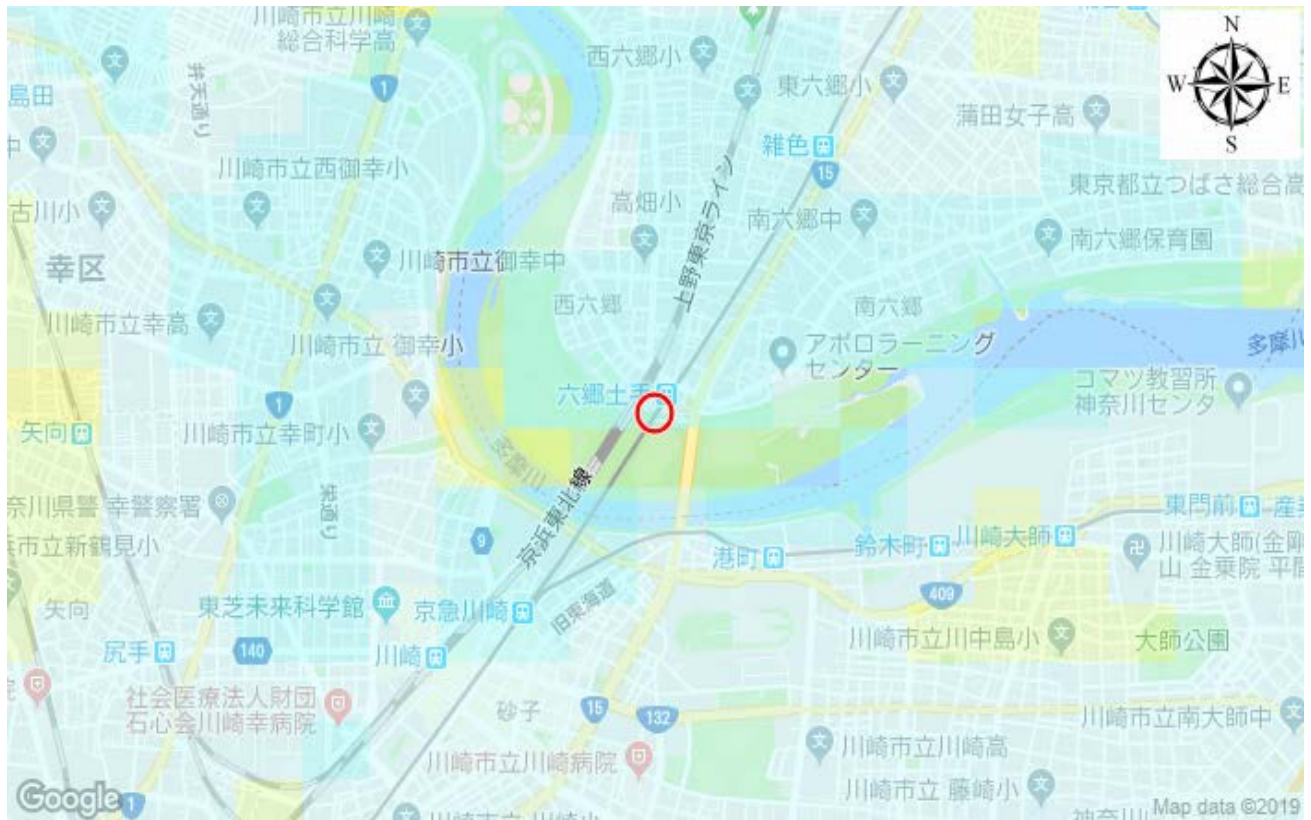 川崎市立川崎
総合科学高
西六郷小
東六郷小
蒲田女子高
N
W
E
S
島田
井天通り
1
中
川崎市立西御幸小
雑色
15
東京都立つばさ総合高
古川小
高畑小
上野東京ライン
南六郷中
南六郷保育園
幸区
川崎市立御幸中
西六郷
南六郷
川崎市立幸高
川崎市立 御幸小
アポロラーニング
センター
多摩川
六郷土手
コマツ教習所
神奈川センタ
1
矢向
川崎市立幸町小
多摩川
栄通り
京浜東北線
奈川県警 幸警察署
東門前
産業
浜市立新鶴見小
9
港町
鈴木町
川崎大師
川崎大師(金剛
山 金乗院 平間
矢向
東芝未来科学館
京急川崎
旧東海道
409
川崎市立川中島小
大師公園
尻手
140
川崎
社会医療法人財団
石心会川崎幸病院
院
砂子
15
132
川崎市立南大師中
川崎市立川崎病院
川崎市立川崎高
川崎市立 藤崎小
Google
1
Map data ©2019